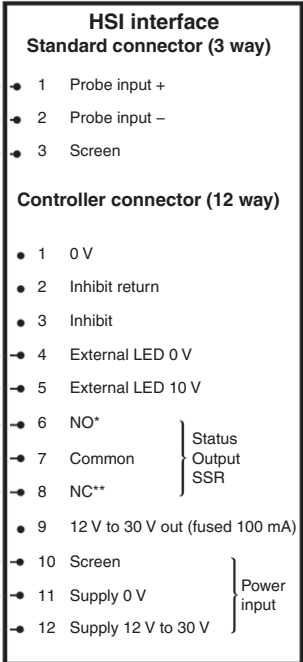 HSI interface
Standard connector (3 way)
1 Probe input +
2 Probe input –
3 Screen
Controller connector (12 way)
1 0 V
2 Inhibit return
3 Inhibit
4 External LED 0 V
5 External LED 10 V
6 NO*
7 Common
8 NC**
Status
Output
SSR
9 12 V to 30 V out (fused 100 mA)
10 Screen
11 Supply 0 V
12 Supply 12 V to 30 V
Power
input